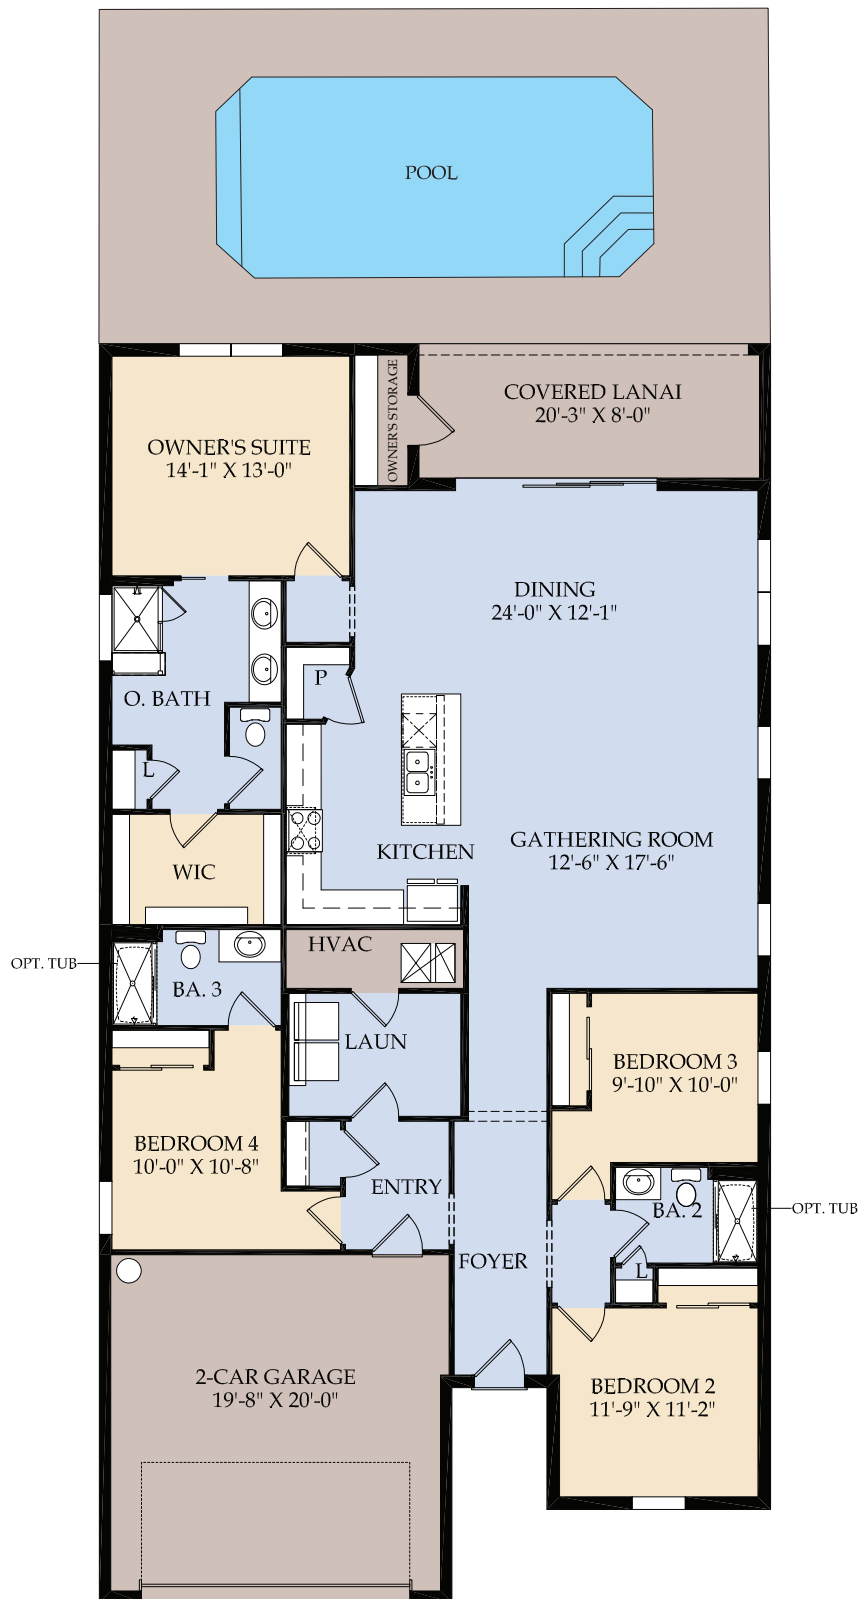 POOL
COVERED LANAI
20'-3" X 8'-0"
OWNER'S STORAGE
OWNER'S SUITE
14'-1" X 13'-0"
DINING
24'-0" X 12'-1"
P
O. BATH
L
KITCHEN
GATHERING ROOM
12'-6" X 17'-6"
WIC
HVAC
OPT. TUB
BA. 3
LAUN
BEDROOM 3
9'-10" X 10'-0"
BEDROOM 4
10'-0" X 10'-8"
ENTRY
BA. 2
OPT. TUB
FOYER
L
2-CAR GARAGE
19'-8" X 20'-0"
BEDROOM 2
11'-9" X 11'-2"